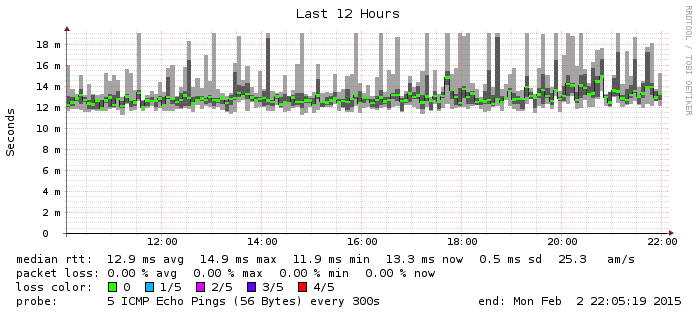 Last 12 Hours
RRDTOOL / TOBI OETIKER
Seconds
18 m
16 m
14 m
12 m
10 m
8 m
6 m
4 m
2 m
0
12:00 14:00 16:00 18:00 20:00 22:00
median rtt: 12.9 ms avg 14.9 ms max 11.9 ms min 13.3 ms now 0.5 ms sd 25.3 am/s
packet loss: 0.00 % avg 0.00 % max 0.00 % min 0.00 % now
loss color: 0 1/5 2/5 3/5 4/5
probe: 5 ICMP Echo Pings (56 Bytes) every 300s end: Mon Feb 2 22:05:19 2015